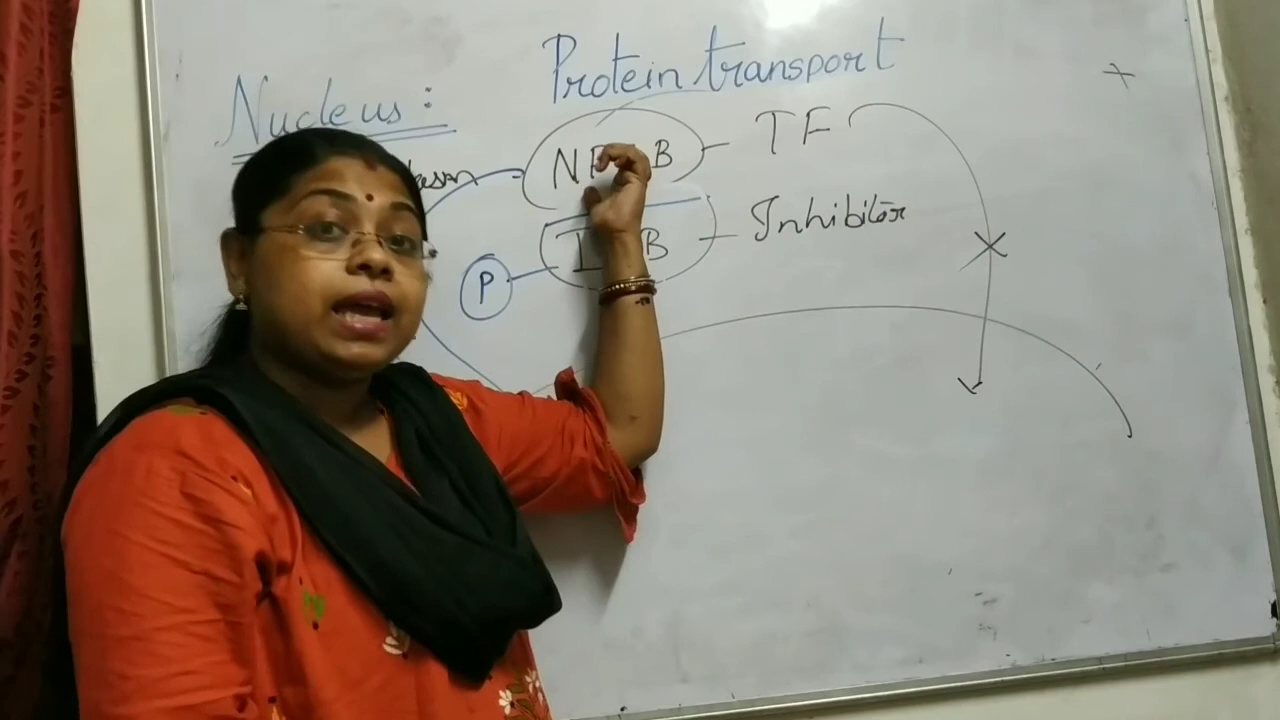 Protein transport
Nucleus:
TF
B
Inhibitor
I B
P